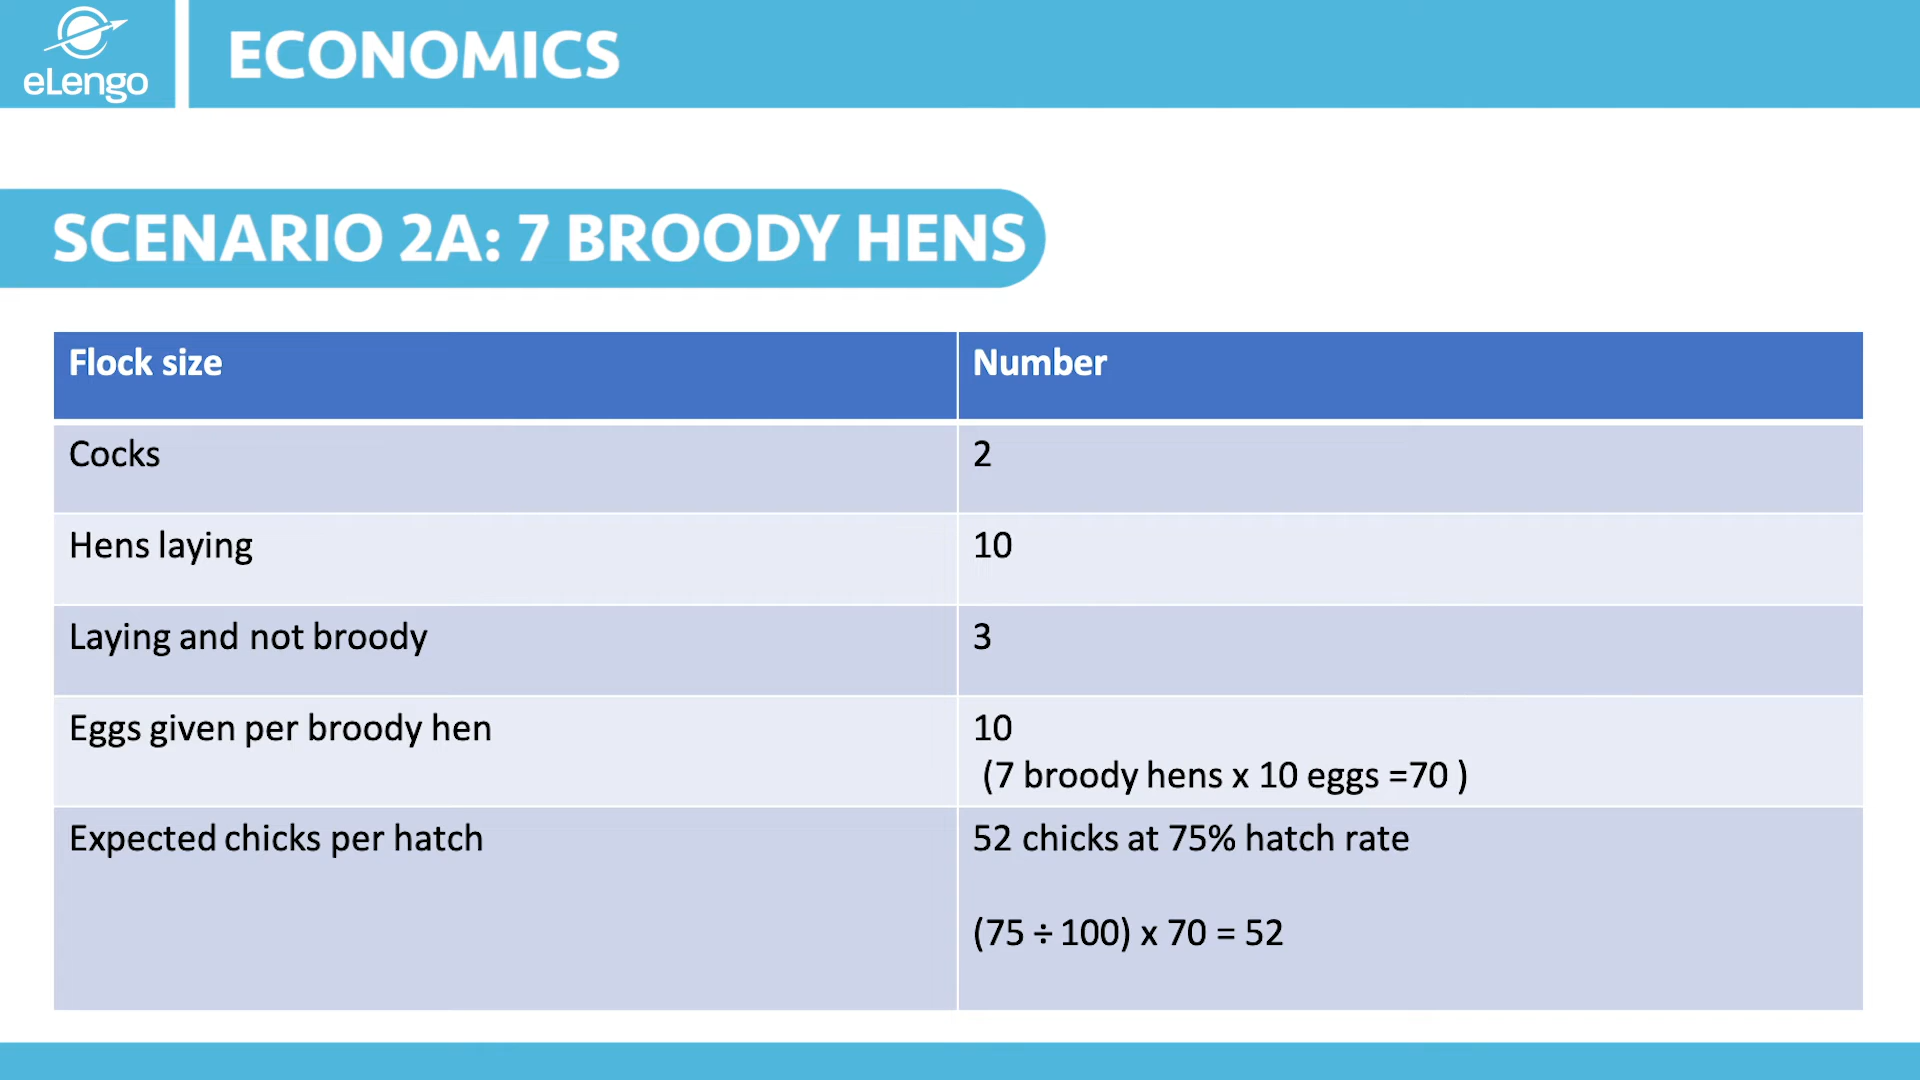 eLengo
ECONOMICS
SCENARIO 2A: 7 BROODY HENS
Flock size
Number
Cocks
2
Hens laying
10
Laying and not broody
3
Eggs given per broody hen
10
(7 broody hens x 10 eggs =70 )
Expected chicks per hatch
52 chicks at 75% hatch rate
(75 ÷ 100) x 70 = 52